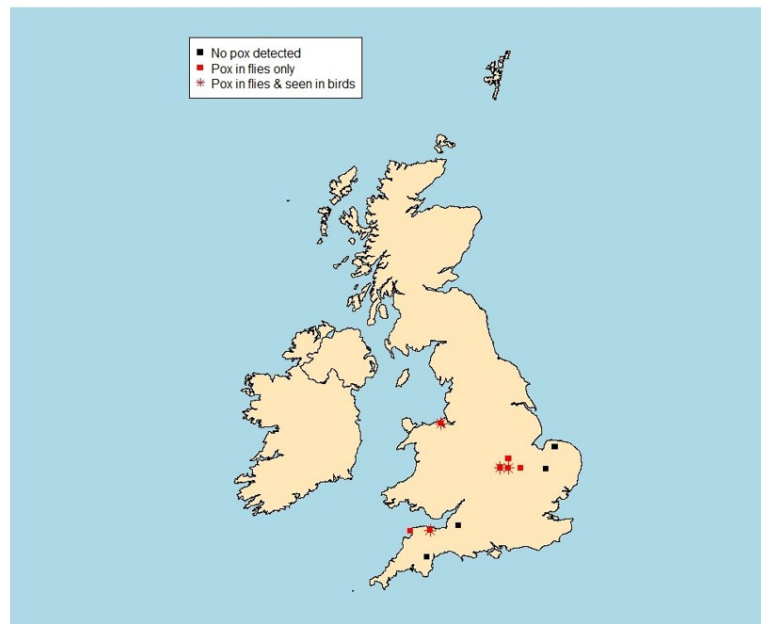 No pox detected
Pox in flies only
Pox in flies & seen in birds